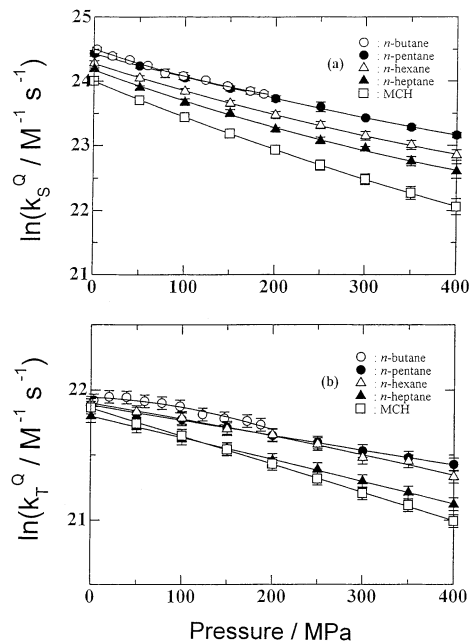 25
24
23
22
21
ln(k_S^Q / M^-1 s^-1)
(a)
○ : n-butane
● : n-pentane
△ : n-hexane
▲ : n-heptane
□ : MCH
0 100 200 300 400
22
21
ln(k_T^Q / M^-1 s^-1)
(b)
○ : n-butane
● : n-pentane
△ : n-hexane
▲ : n-heptane
□ : MCH
0 100 200 300 400
Pressure / MPa